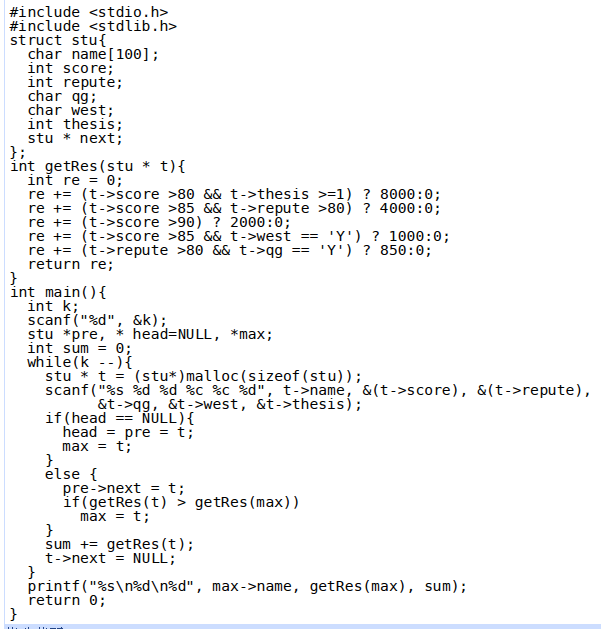 #include <stdio.h>
#include <stdlib.h>
struct stu{
  char name[100];
  int score;
  int repute;
  char qg;
  char west;
  int thesis;
  stu * next;
};
int getRes(stu * t){
  int re = 0;
  re += (t->score >80 && t->thesis >=1) ? 8000:0;
  re += (t->score >85 && t->repute >80) ? 4000:0;
  re += (t->score >90) ? 2000:0;
  re += (t->score >85 && t->west == 'Y') ? 1000:0;
  re += (t->repute >80 && t->qg == 'Y') ? 850:0;
  return re;
}
int main(){
  int k;
  scanf("%d", &k);
  stu *pre, * head=NULL, *max;
  int sum = 0;
  while(k --){
    stu * t = (stu*)malloc(sizeof(stu));
    scanf("%s %d %d %c %c %d", t->name, &(t->score), &(t->repute),
          &t->qg, &t->west, &t->thesis);
    if(head == NULL){
      head = pre = t;
      max = t;
    }
    else {
      pre->next = t;
      if(getRes(t) > getRes(max))
        max = t;
    }
    sum += getRes(t);
    t->next = NULL;
  }
  printf("%s\n%d\n%d", max->name, getRes(max), sum);
  return 0;
}